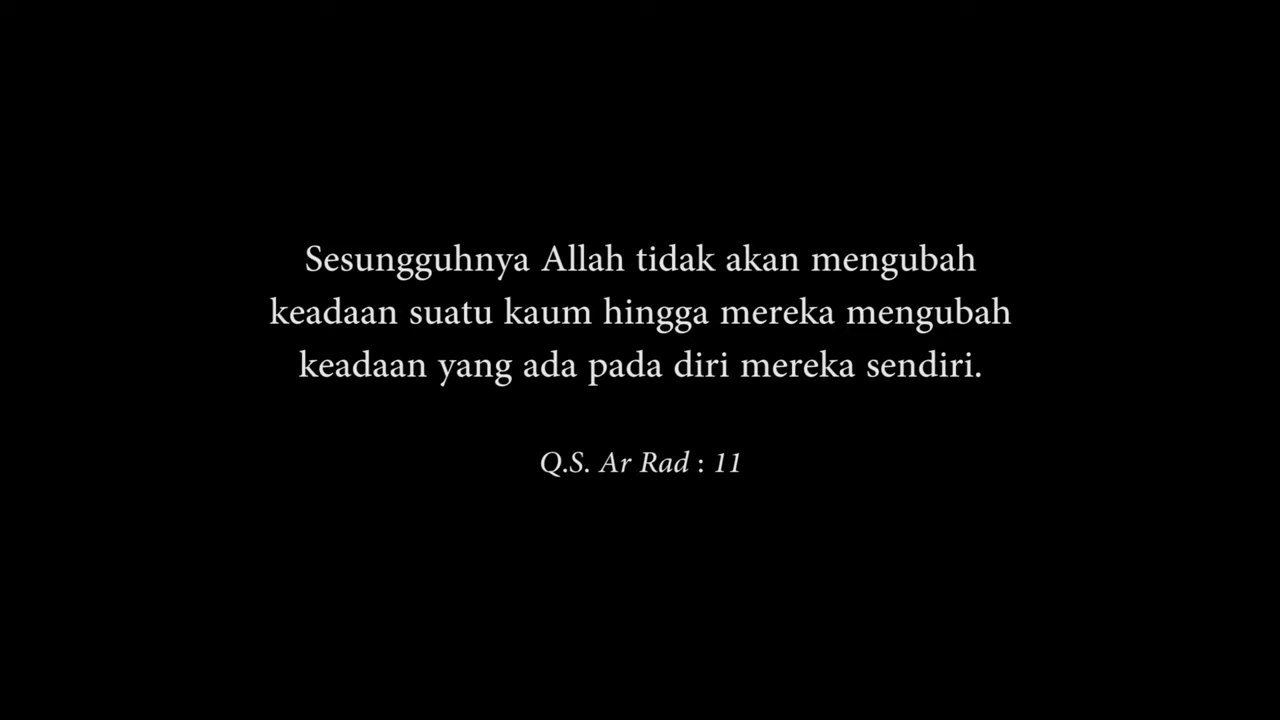 Sesungguhnya Allah tidak akan mengubah
keadaan suatu kaum hingga mereka mengubah
keadaan yang ada pada diri mereka sendiri.
Q.S. Ar Rad : 11